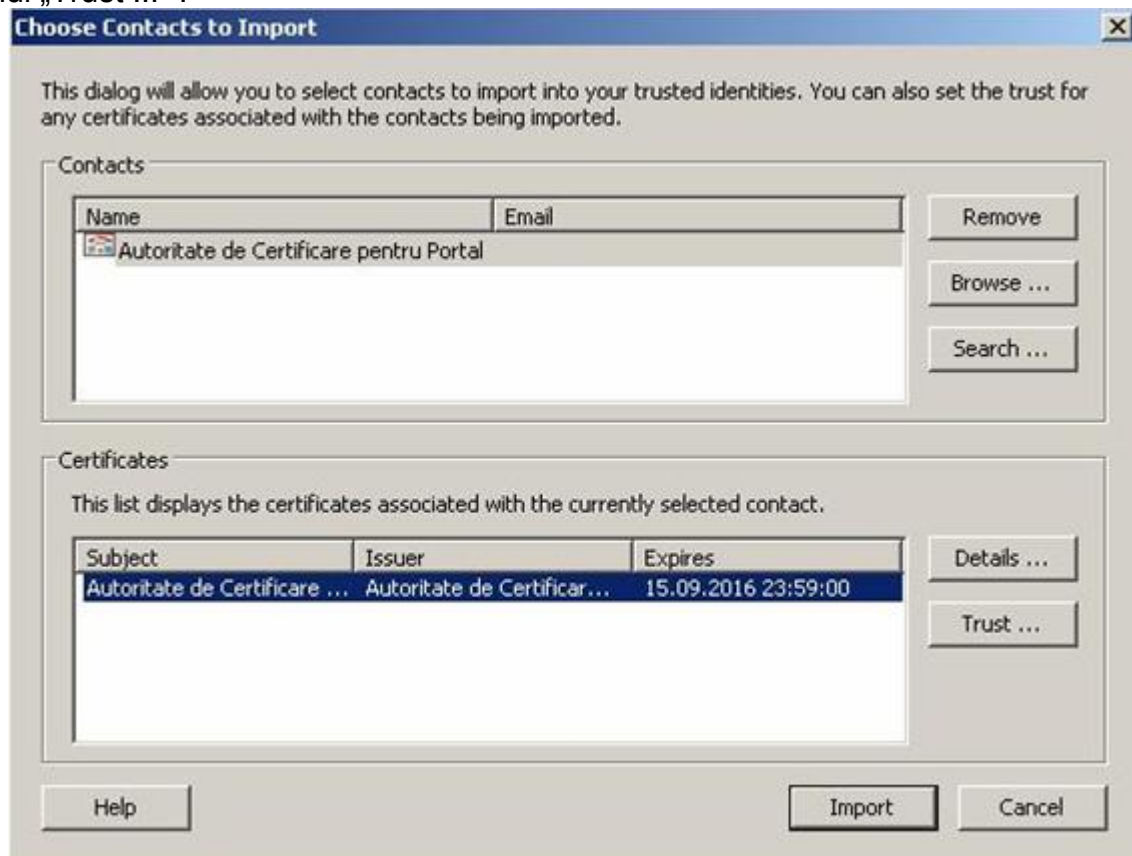 „Trust ... ”.
Choose Contacts to Import
This dialog will allow you to select contacts to import into your trusted identities. You can also set the trust for
any certificates associated with the contacts being imported.
Contacts
Name Email
Autoritate de Certificare pentru Portal
Remove
Browse ...
Search ...
Certificates
This list displays the certificates associated with the currently selected contact.
Subject Issuer Expires
Autoritate de Certificare ... Autoritate de Certificar... 15.09.2016 23:59:00
Details ...
Trust ...
Help Import Cancel